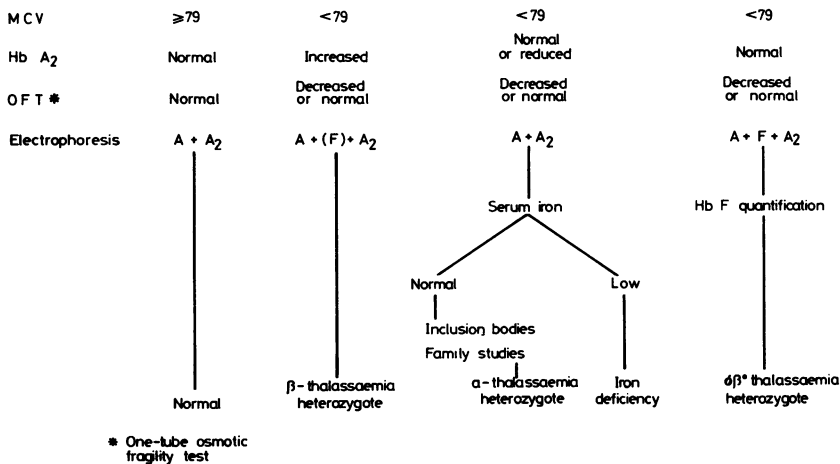 MCV ≥79 <79 <79 <79
Hb A2 Normal Increased Normal or reduced Normal
OFT* Normal Decreased or normal Decreased or normal Decreased or normal
Electrophoresis A + A2 A + (F) + A2 A + A2 A + F + A2
Serum iron Hb F quantification
Normal Low
Inclusion bodies
Family studies
Normal β-thalassaemia heterozygote α-thalassaemia heterozygote Iron deficiency δβ° thalassaemia heterozygote
* One-tube osmotic
fragility test